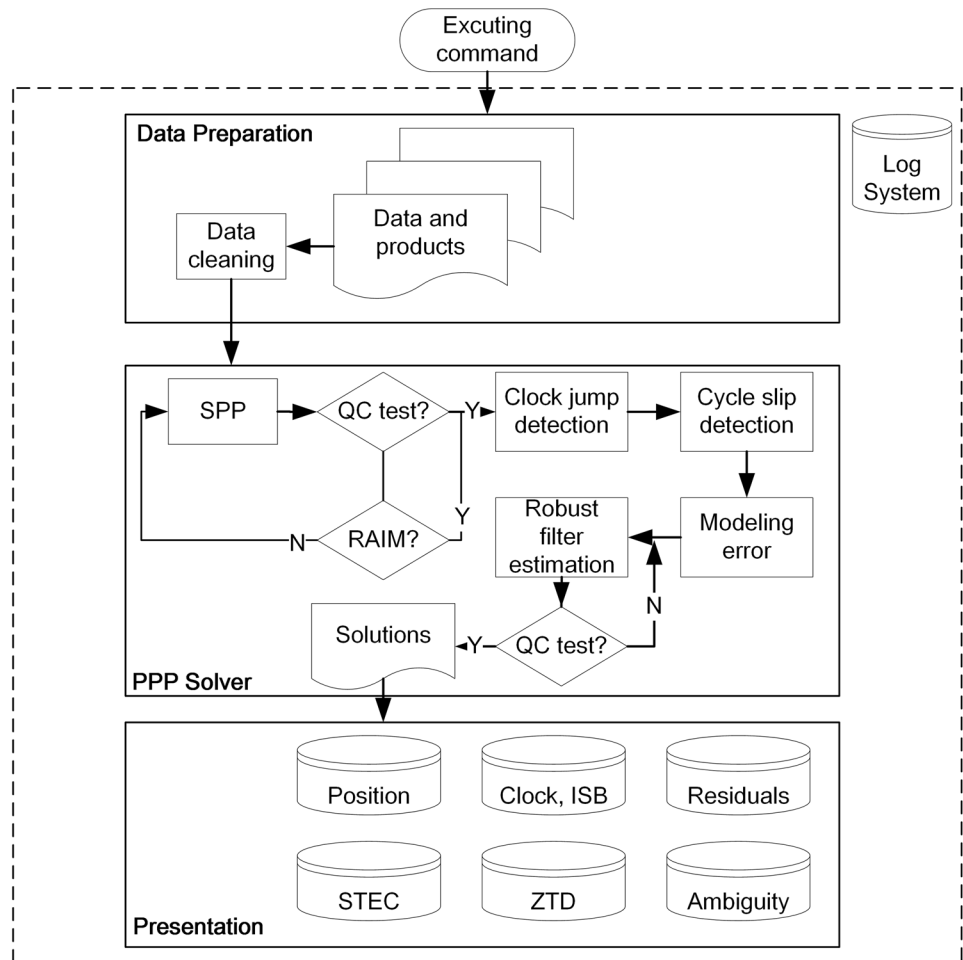 Excuting
command
Data Preparation
Log
System
Data and
products
Data
cleaning
SPP
QC test?
Y
Clock jump
detection
Cycle slip
detection
N
RAIM?
Y
Robust
filter
estimation
Modeling
error
N
Solutions
Y
QC test?
PPP Solver
Position
Clock, ISB
Residuals
STEC
ZTD
Ambiguity
Presentation